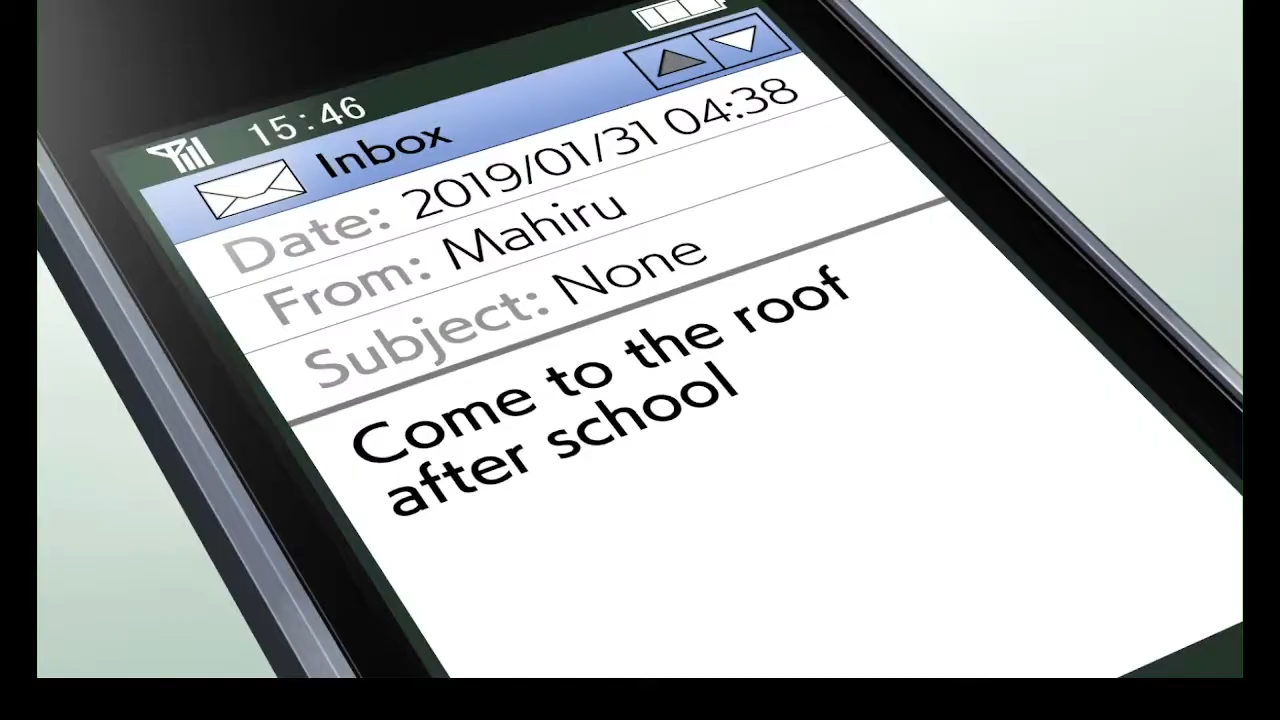 15:46
Inbox
Date: 2019/01/31 04:38
From: Mahiru
Subject: None
Come to the roof
after school